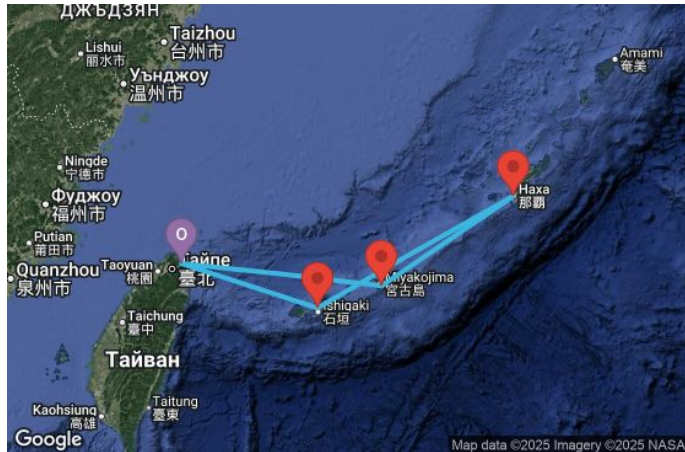 ДЖЪДЗЯН
Lishui
丽水市
Taizhou
台州市
Уънджоу
温州市
Amami
奄美
Ningde
宁德市
Фуджоу
福州市
Haxa
那覇
Putian
莆田市
O
Taoyuan
桃園
臺北
Quanzhou
泉州市
Miyakojima
宮古島
Ishigaki
石垣
Taichung
臺中
Тайван
Kaohsiung
高雄
Taitung
臺東
Google
Map data ©2025 Imagery ©2025 NASA